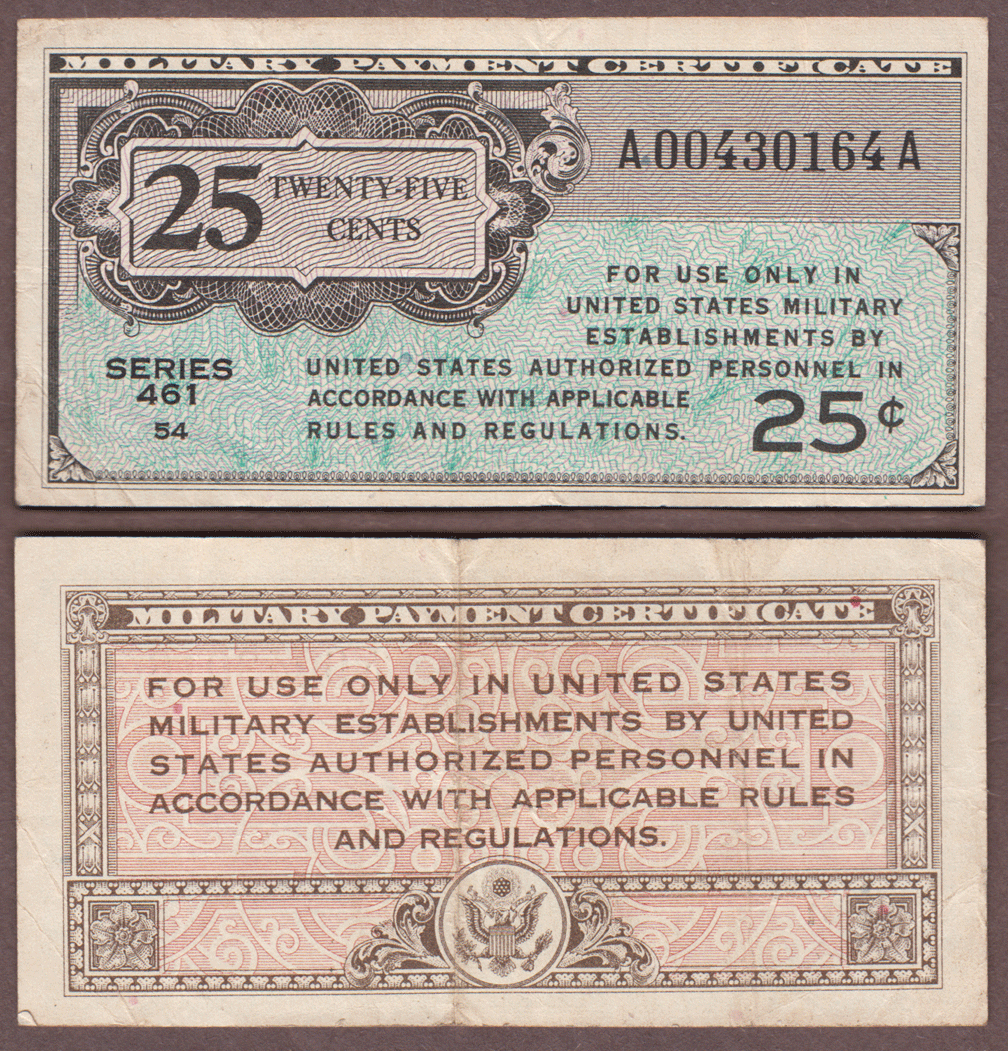 MILITARY PAYMENT CERTIFICATE
A00430164A
25 TWENTY-FIVE
CENTS
FOR USE ONLY IN
UNITED STATES MILITARY
ESTABLISHMENTS BY
UNITED STATES AUTHORIZED PERSONNEL IN
ACCORDANCE WITH APPLICABLE
RULES AND REGULATIONS.
SERIES
461
54
25¢
MILITARY PAYMENT CERTIFICATE
FOR USE ONLY IN UNITED STATES
MILITARY ESTABLISHMENTS BY UNITED
STATES AUTHORIZED PERSONNEL IN
ACCORDANCE WITH APPLICABLE RULES
AND REGULATIONS.